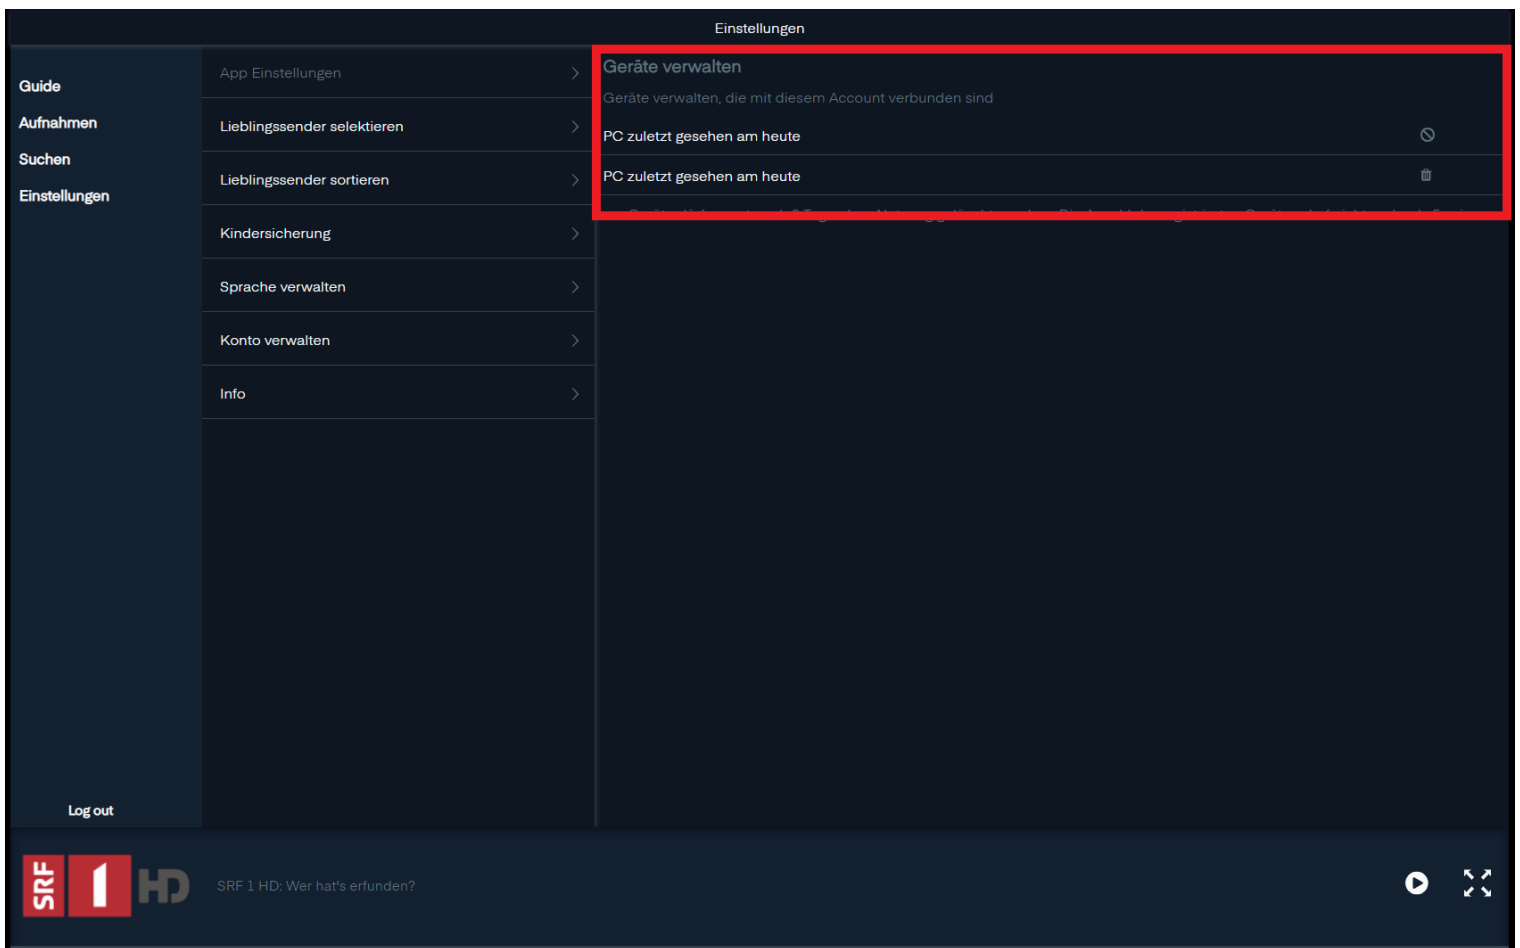 Einstellungen
Guide
Aufnahmen
Suchen
Einstellungen
Log out
App Einstellungen
Lieblingssender selektieren
Lieblingssender sortieren
Kindersicherung
Sprache verwalten
Konto verwalten
Info
Geräte verwalten
Geräte verwalten, die mit diesem Account verbunden sind
PC zuletzt gesehen am heute
PC zuletzt gesehen am heute
SRF 1 HD
SRF 1 HD: Wer hat's erfunden?